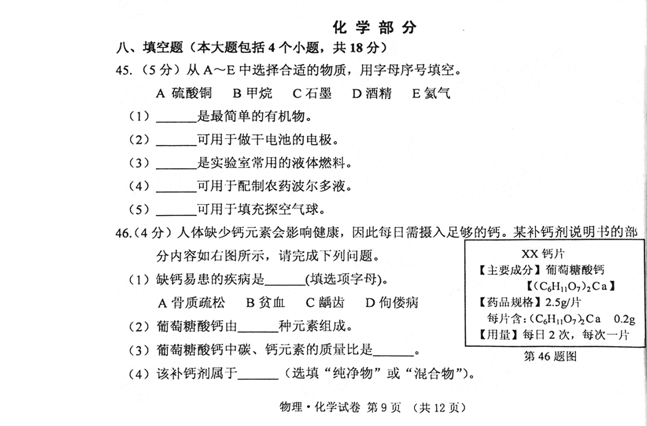 化 学 部 分
八、填空题（本大题包括 4 个小题，共 18 分）
45.（5 分）从 A～E 中选择合适的物质，用字母序号填空。
A 硫酸铜 B 甲烷 C 石墨 D 酒精 E 氦气
（1）______是最简单的有机物。
（2）______可用于做干电池的电极。
（3）______是实验室常用的液体燃料。
（4）______可用于配制农药波尔多液。
（5）______可用于填充探空气球。
46.（4 分）人体缺少钙元素会影响健康，因此每日需摄入足够的钙。某补钙剂说明书的部
分内容如右图所示，请完成下列问题。
（1）缺钙易患的疾病是______(填选项字母)。
A 骨质疏松 B 贫血 C 龋齿 D 佝偻病
（2）葡萄糖酸钙由______种元素组成。
（3）葡萄糖酸钙中碳、钙元素的质量比是______。
（4）该补钙剂属于______（选填“纯净物”或“混合物”）。
XX 钙片
【主要成分】葡萄糖酸钙
【(C₆H₁₁O₇)₂Ca】
【药品规格】2.5g/片
每片含：(C₆H₁₁O₇)₂Ca 0.2g
【用量】每日 2 次，每次一片
第 46 题图
物理·化学试卷 第 9 页 （共 12 页）